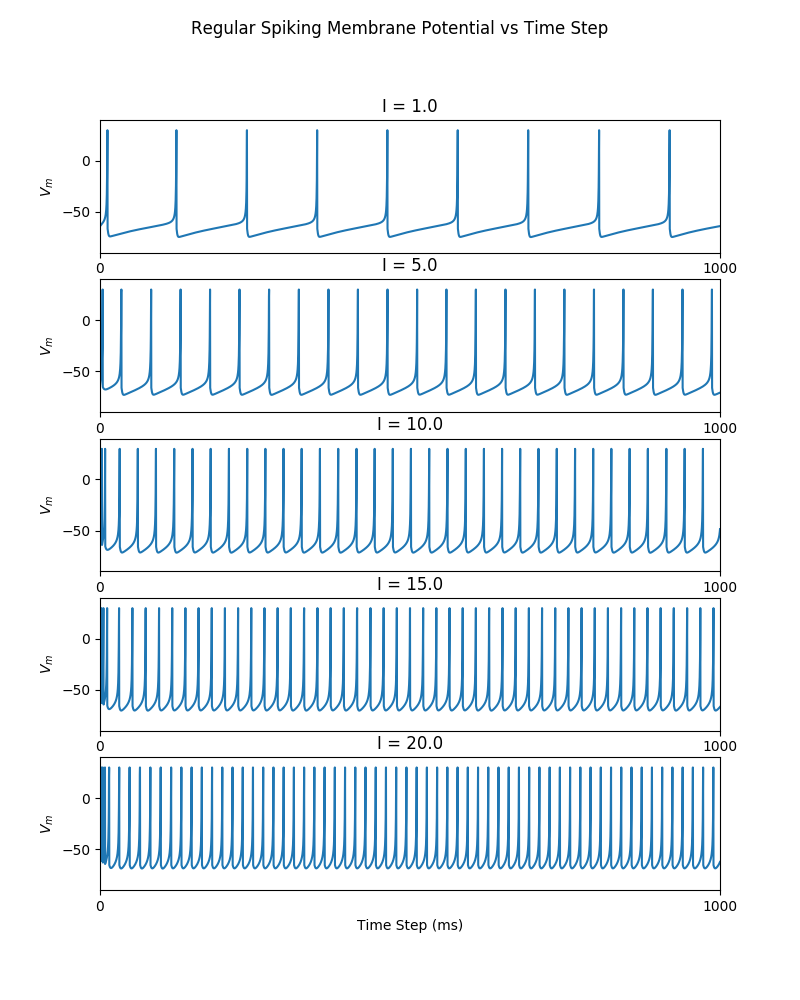 Regular Spiking Membrane Potential vs Time Step
I = 1.0
0
−50
V_m
0 1000
I = 5.0
0
−50
V_m
0 1000
I = 10.0
0
−50
V_m
0 1000
I = 15.0
0
−50
V_m
0 1000
I = 20.0
0
−50
V_m
0 1000
Time Step (ms)